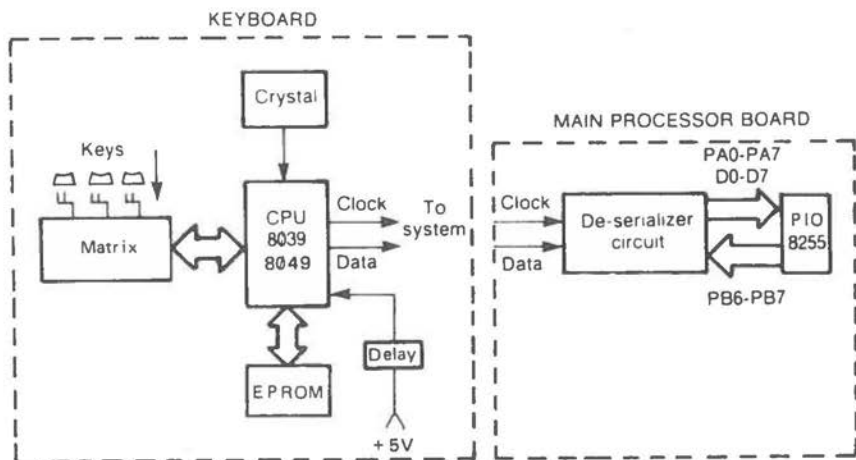 KEYBOARD
Crystal
Keys
Matrix
CPU
8039
8049
Clock
Data
To
system
Delay
EPROM
+5V
MAIN PROCESSOR BOARD
PA0-PA7
D0-D7
Clock
Data
De-serializer
circuit
PIO
8255
PB6-PB7